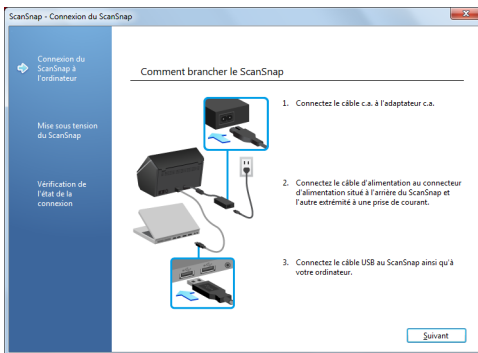 ScanSnap - Connexion du ScanSnap
Connexion du
ScanSnap à
l'ordinateur
Mise sous tension
du ScanSnap
Vérification de
l'état de la
connexion
Comment brancher le ScanSnap
1. Connectez le câble c.a. à l'adaptateur c.a.
2. Connectez le câble d'alimentation au connecteur
d'alimentation situé à l'arrière du ScanSnap et
l'autre extrémité à une prise de courant.
3. Connectez le câble USB au ScanSnap ainsi qu'à
votre ordinateur.
Suivant